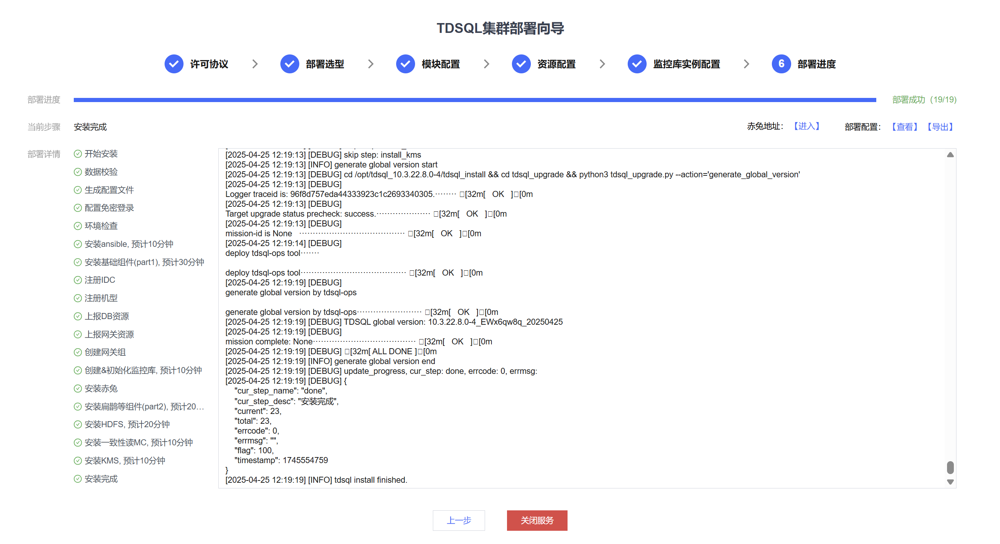 TDSQL集群部署向导
许可协议
部署选型
模块配置
资源配置
监控库实例配置
6 部署进度
部署进度
部署成功（19/19)
当前步骤 安装完成
赤兔地址： 【进入】
部署配置： 【查看】 【导出】
部署详情
开始安装
数据校验
生成配置文件
配置免密登录
环境检查
安装ansible, 预计10分钟
安装基础组件(part1), 预计30分钟
注册IDC
注册机型
上报DB资源
上报网关资源
创建网关组
创建&初始化监控库, 预计10分钟
安装赤兔
安装扁鹊等组件(part2), 预计20...
安装HDFS, 预计20分钟
安装一致性读MC, 预计10分钟
安装KMS, 预计10分钟
安装完成
[2025-04-25 12:19:13] [DEBUG] skip step: install_kms
[2025-04-25 12:19:13] [INFO] generate global version start
[2025-04-25 12:19:13] [DEBUG] cd /opt/tdsql_10.3.22.8.0-4/tdsql_install && cd tdsql_upgrade && python3 tdsql_upgrade.py --action='generate_global_version'
[2025-04-25 12:19:13] [DEBUG]
Logger traceid is: 96f8d757eda44333923c1c2693340305.········ □[32m[ OK ]□[0m
[2025-04-25 12:19:13] [DEBUG]
Target upgrade status precheck: success.···················· □[32m[ OK ]□[0m
[2025-04-25 12:19:13] [DEBUG]
mission-id is None ······································· □[32m[ OK ]□[0m
[2025-04-25 12:19:14] [DEBUG]
deploy tdsql-ops tool·······
deploy tdsql-ops tool······································· □[32m[ OK ]□[0m
[2025-04-25 12:19:19] [DEBUG]
generate global version by tdsql-ops
generate global version by tdsql-ops························ □[32m[ OK ]□[0m
[2025-04-25 12:19:19] [DEBUG] TDSQL global version: 10.3.22.8.0-4_EWx6qw8q_20250425
[2025-04-25 12:19:19] [DEBUG]
mission complete: None······································ □[32m[ OK ]□[0m
[2025-04-25 12:19:19] [DEBUG] □[32m[ ALL DONE ]□[0m
[2025-04-25 12:19:19] [INFO] generate global version end
[2025-04-25 12:19:19] [DEBUG] update_progress, cur_step: done, errcode: 0, errmsg:
[2025-04-25 12:19:19] [DEBUG] {
"cur_step_name": "done",
"cur_step_desc": "安装完成",
"current": 23,
"total": 23,
"errcode": 0,
"errmsg": "",
"flag": 100,
"timestamp": 1745554759
}
[2025-04-25 12:19:19] [INFO] tdsql install finished.
上一步
关闭服务